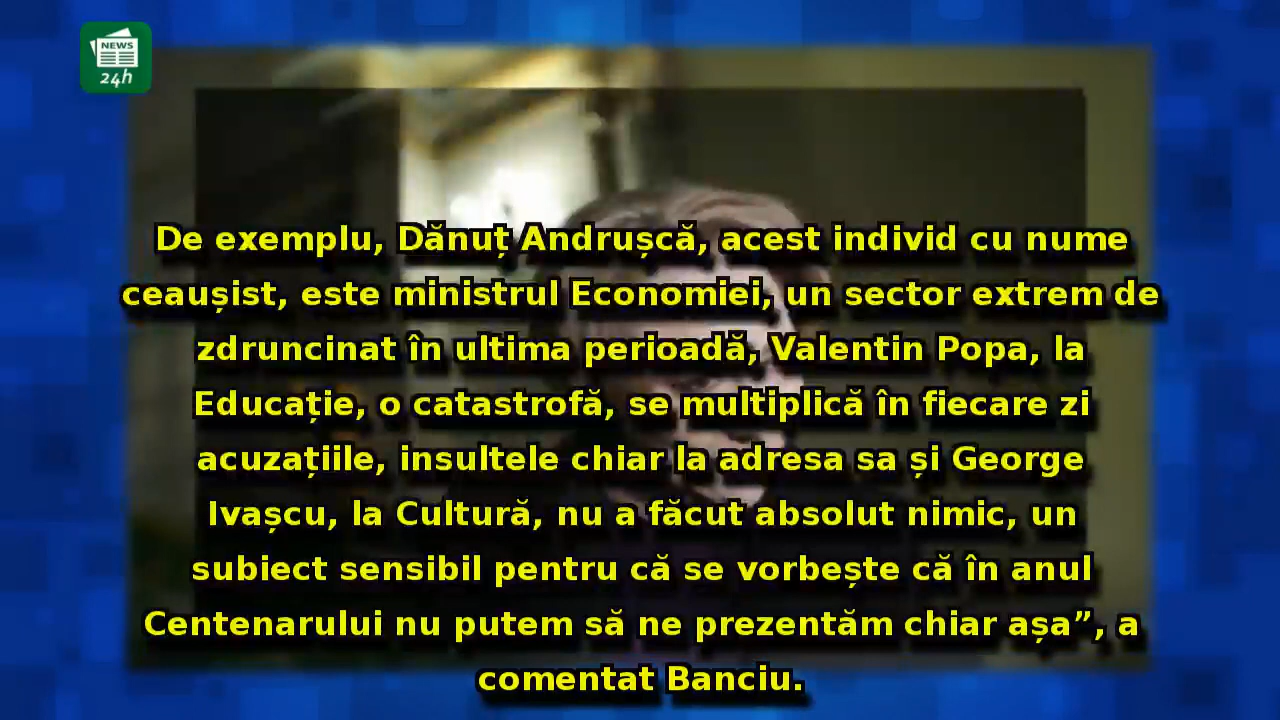 NEWS
24h
De exemplu, Dănuț Andrușcă, acest individ cu nume
ceaușist, este ministrul Economiei, un sector extrem de
zdruncinat în ultima perioadă, Valentin Popa, la
Educație, o catastrofă, se multiplică în fiecare zi
acuzațiile, insultele chiar la adresa sa și George
Ivașcu, la Cultură, nu a făcut absolut nimic, un
subiect sensibil pentru că se vorbește că în anul
Centenarului nu putem să ne prezentăm chiar așa”, a
comentat Banciu.